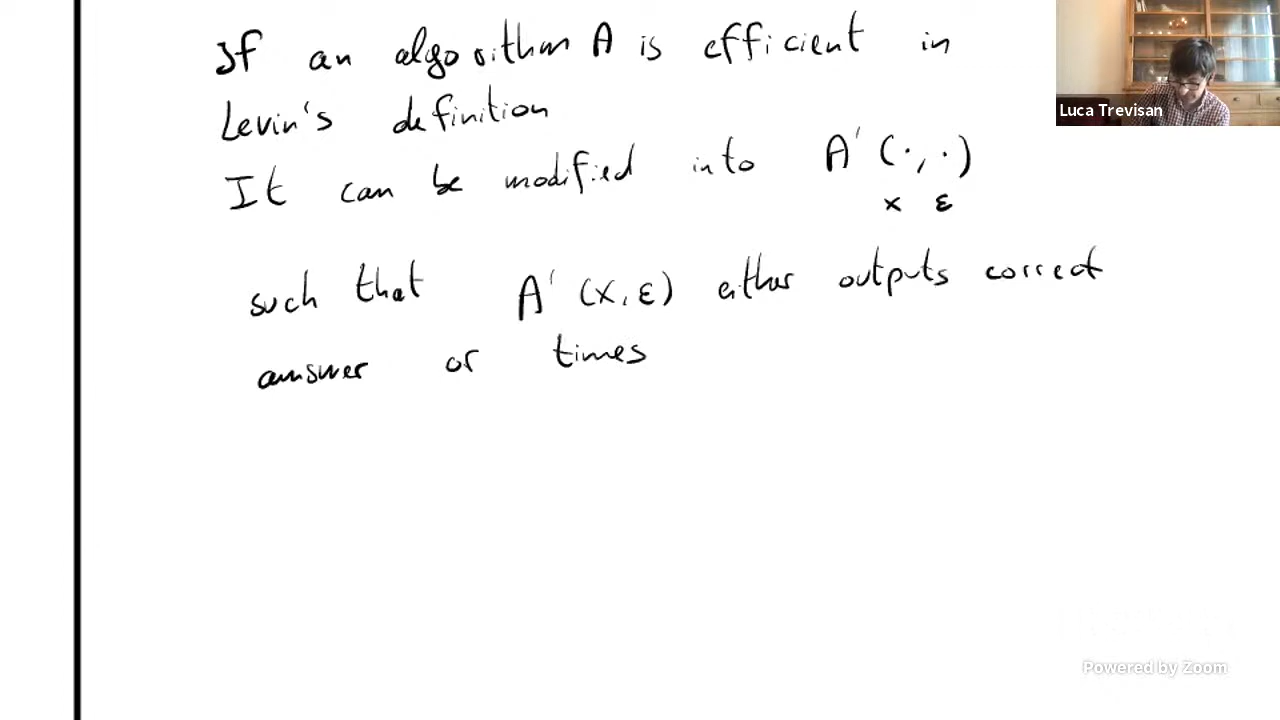 If an algorithm A is efficient in
Levin's definition
It can be modified into A' (·, ·)
x ε
such that A' (x, ε) either outputs correct
answer or times
Luca Trevisan
Powered by Zoom